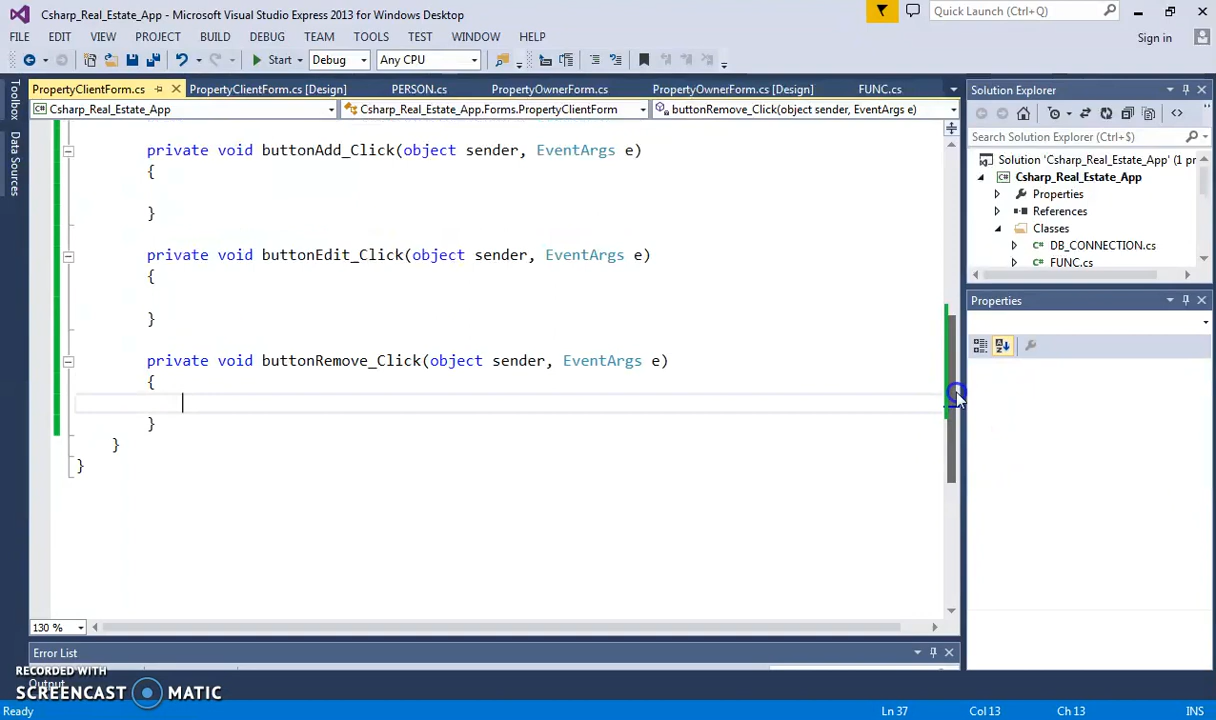 Csharp_Real_Estate_App - Microsoft Visual Studio Express 2013 for Windows Desktop
Quick Launch (Ctrl+Q)
FILE EDIT VIEW PROJECT BUILD DEBUG TEAM TOOLS TEST WINDOW HELP
Sign in
Start Debug Any CPU
Toolbox
Data Sources
PropertyClientForm.cs PropertyClientForm.cs [Design] PERSON.cs PropertyOwnerForm.cs PropertyOwnerForm.cs [Design] FUNC.cs
Csharp_Real_Estate_App Csharp_Real_Estate_App.Forms.PropertyClientForm buttonRemove_Click(object sender, EventArgs e)
private void buttonAdd_Click(object sender, EventArgs e)
{
}
private void buttonEdit_Click(object sender, EventArgs e)
{
}
private void buttonRemove_Click(object sender, EventArgs e)
{
}
}
}
130 %
Error List
Output
Solution Explorer
Search Solution Explorer (Ctrl+$)
Solution 'Csharp_Real_Estate_App' (1 pr
C# Csharp_Real_Estate_App
Properties
References
Classes
C# DB_CONNECTION.cs
C# FUNC.cs
Properties
RECORDED WITH
SCREENCAST MATIC
Ready Ln 37 Col 13 Ch 13 INS